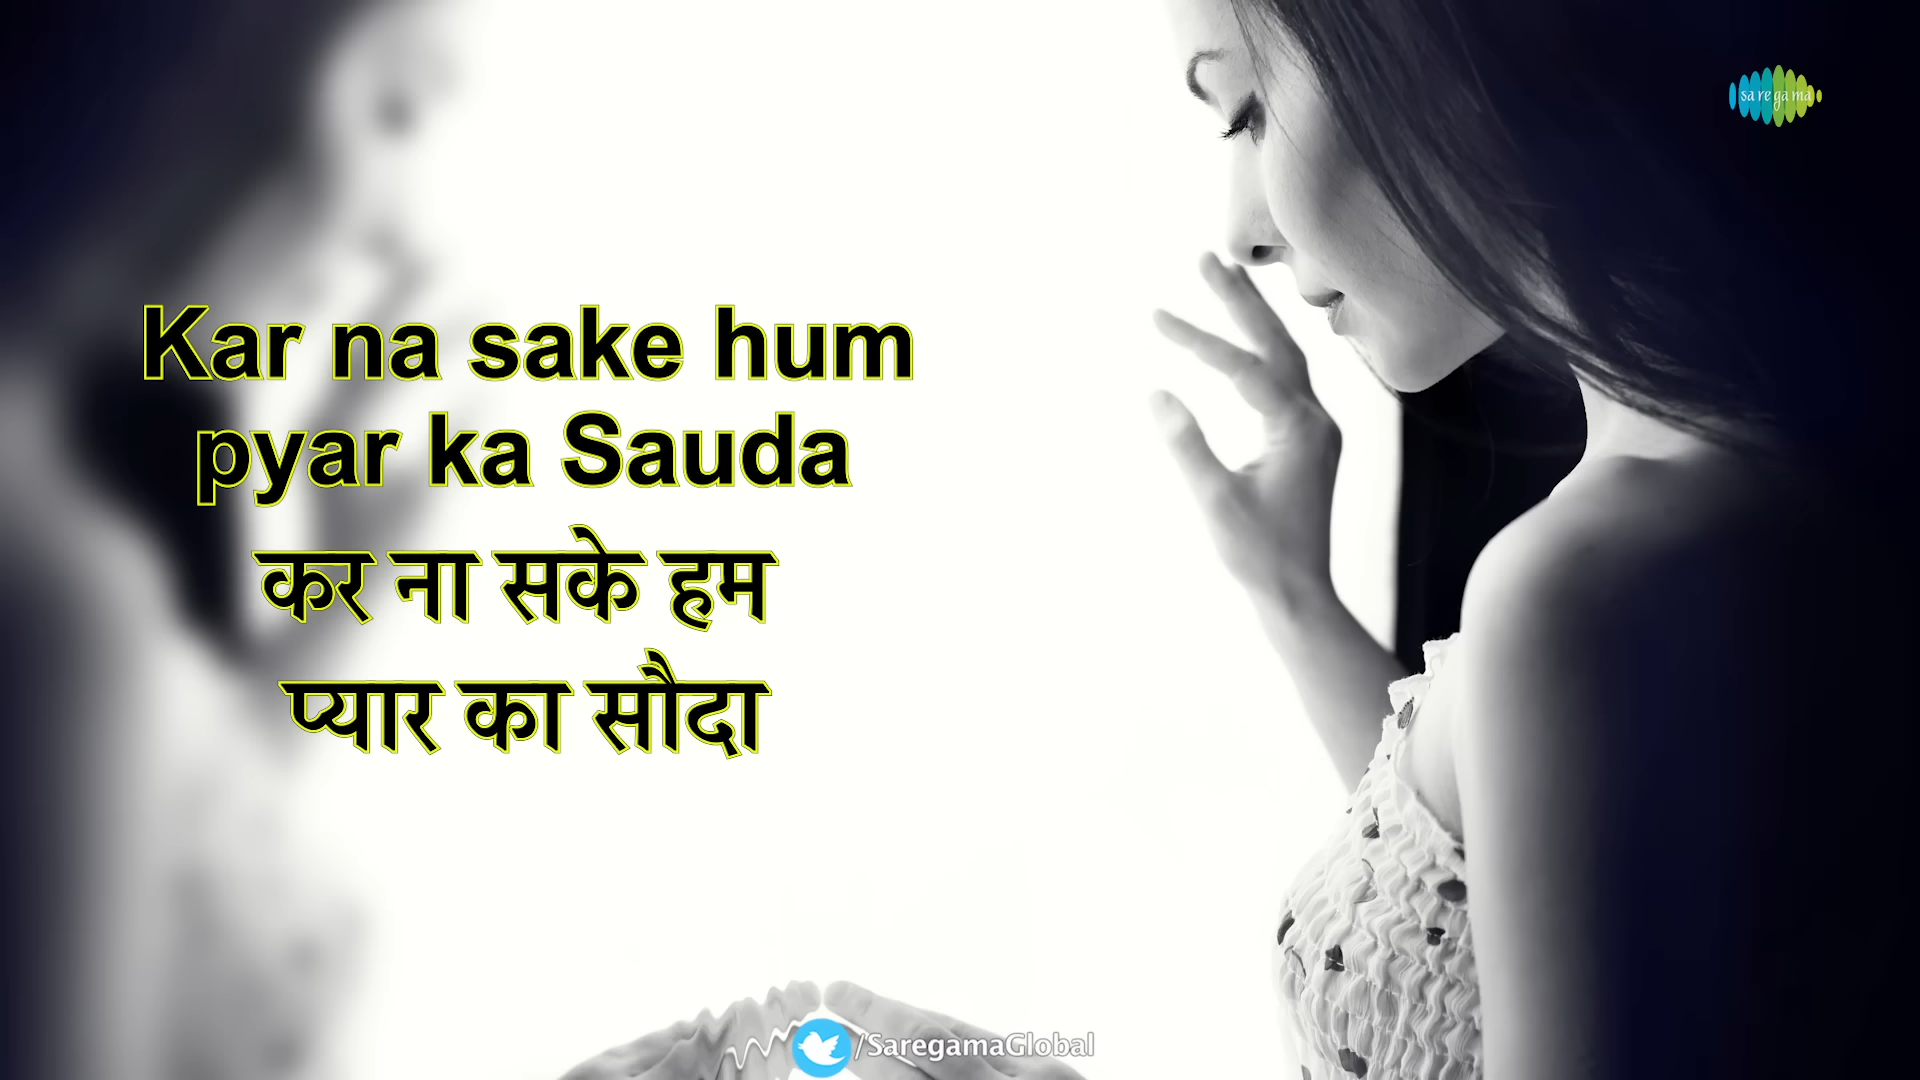 sa re ga ma
Kar na sake hum
pyar ka Sauda
कर ना सके हम
प्यार का सौदा
/SaregamaGlobal